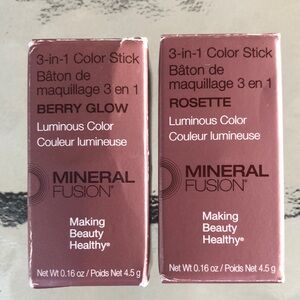 3-in-1 Color Stick
Bâton de
maquillage 3 en 1
BERRY GLOW
Luminous Color
Couleur lumineuse
MINERAL
FUSION®
Making
Beauty
Healthy®
Net Wt 0.16 oz / Poids Net 4.5 g
3-in-1 Color Stick
Bâton de
maquillage 3 en 1
ROSETTE
Luminous Color
Couleur lumineuse
MINERAL
FUSION®
Making
Beauty
Healthy®
Net Wt 0.16 oz / Poids Net 4.5 g